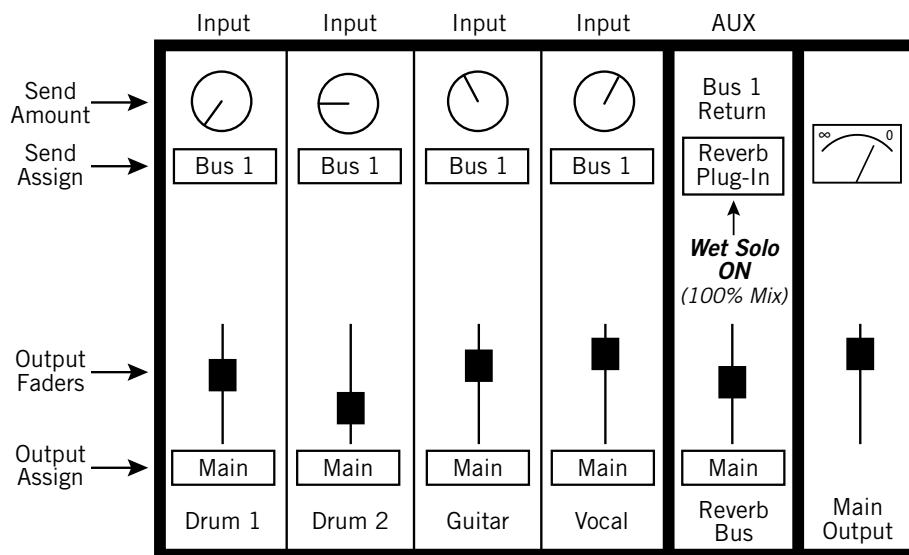 Input Input Input Input AUX
Send
Amount
Bus 1
Return
∞ 0
Send
Assign
Bus 1 Bus 1 Bus 1 Bus 1
Reverb
Plug-In
Wet Solo
ON
(100% Mix)
Output
Faders
Output
Assign
Main Main Main Main Main
Drum 1 Drum 2 Guitar Vocal
Reverb
Bus
Main
Output